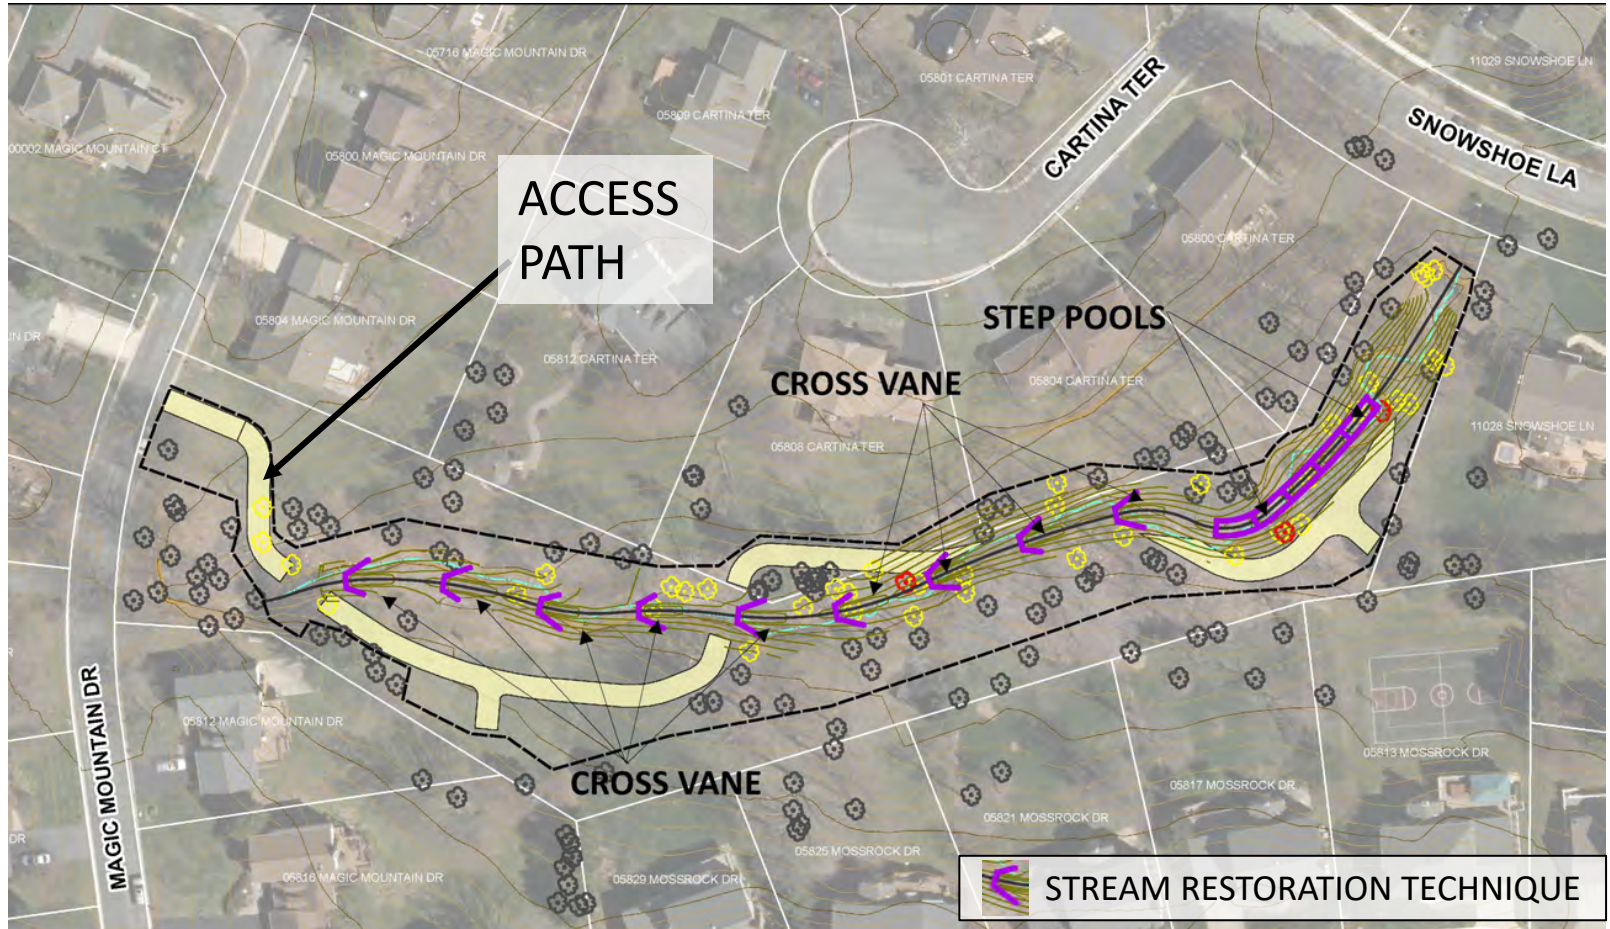 05716 MAGIC MOUNTAIN DR
05801 CARTINA TER
11029 SNOWSHOE LN
05809 CARTINA TER
CARTINA TER
SNOWSHOE LA
00002 MAGIC MOUNTAIN CT
05800 MAGIC MOUNTAIN DR
ACCESS
PATH
05800 CARTINA TER
05804 MAGIC MOUNTAIN DR
STEP POOLS
IN DR
05812 CARTINA TER
CROSS VANE
05804 CARTINA TER
05808 CARTINA TER
11028 SNOWSHOE LN
MAGIC MOUNTAIN DR
05812 MAGIC MOUNTAIN DR
05813 MOSSROCK DR
CROSS VANE
05817 MOSSROCK DR
05821 MOSSROCK DR
DR
05825 MOSSROCK DR
05816 MAGIC MOUNTAIN DR
05829 MOSSROCK DR
STREAM RESTORATION TECHNIQUE